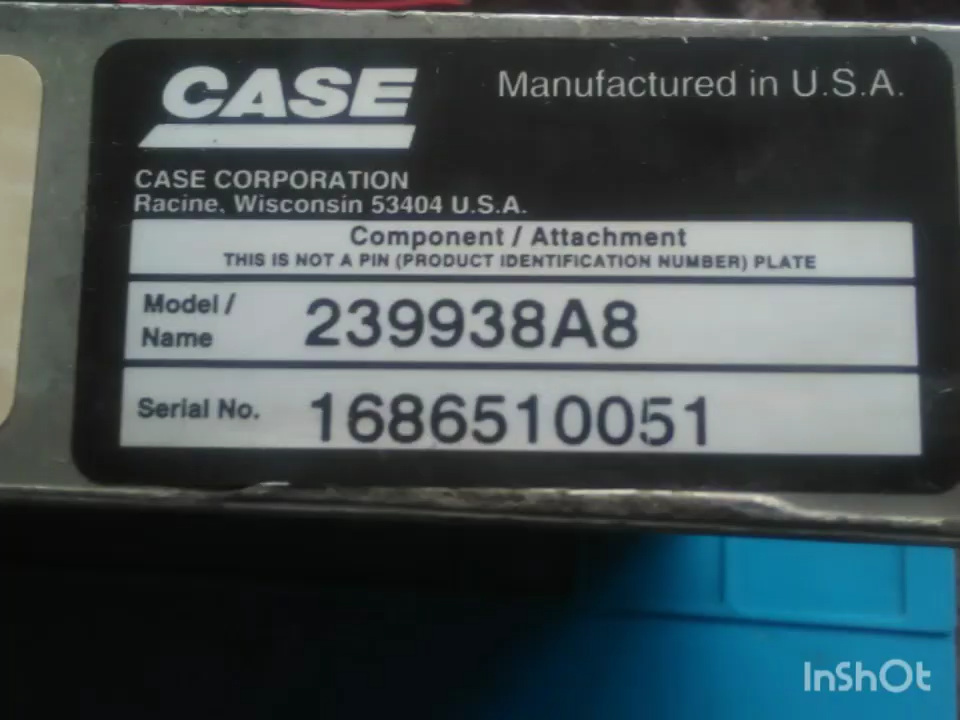 CASE
Manufactured in U.S.A.
CASE CORPORATION
Racine, Wisconsin 53404 U.S.A.
Component / Attachment
THIS IS NOT A PIN (PRODUCT IDENTIFICATION NUMBER) PLATE
Model /
Name
239938A8
Serial No.
1686510051
InShOt